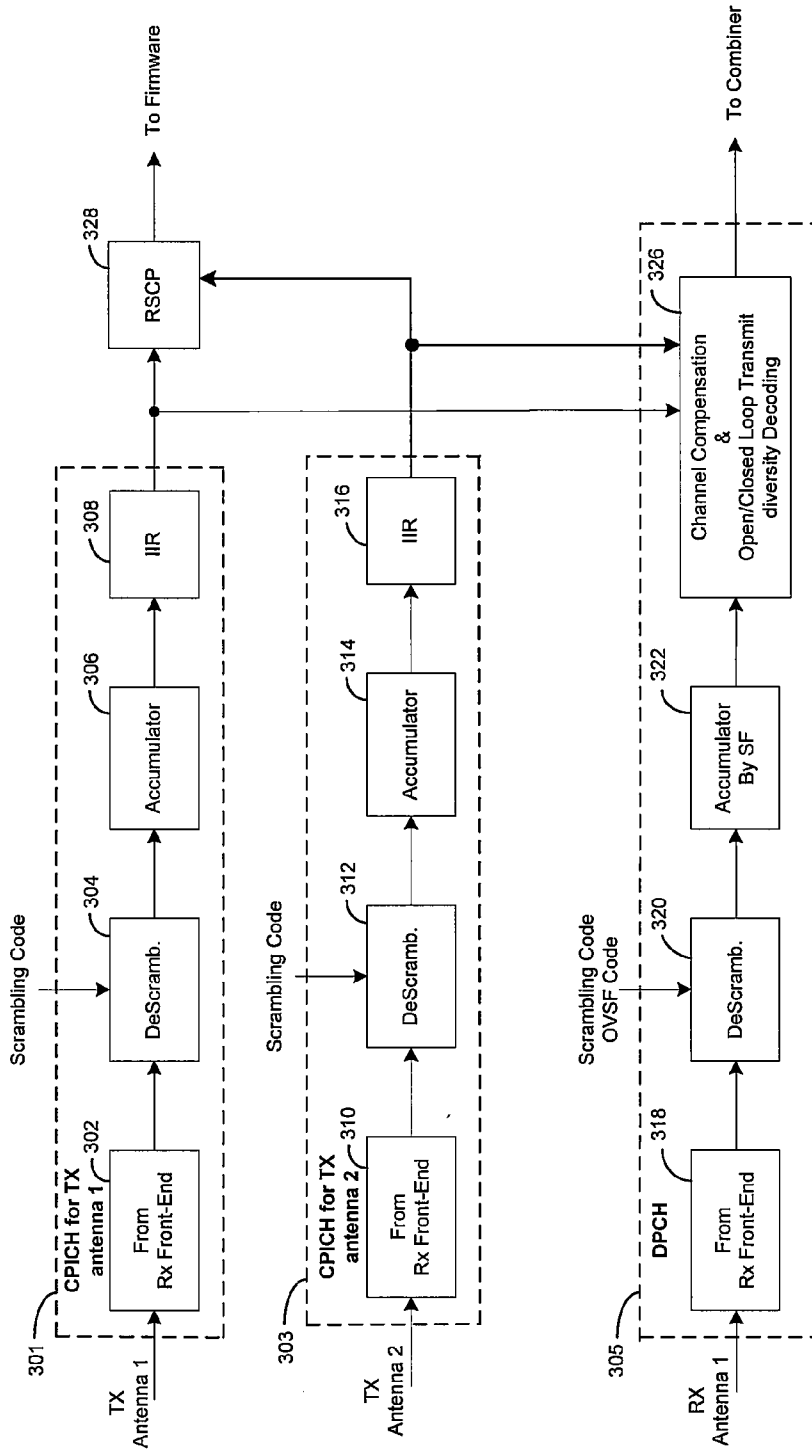 301
TX
Antenna 1
CPICH for TX
antenna 1
302
From
Rx Front-End
Scrambling Code
304
DeScramb.
306
Accumulator
308
IIR
328
RSCP
To Firmware
303
TX
Antenna 2
CPICH for TX
antenna 2
310
From
Rx Front-End
Scrambling Code
312
DeScramb.
314
Accumulator
316
IIR
305
RX
Antenna 1
DPCH
318
From
Rx Front-End
Scrambling Code
OVSF Code
320
DeScramb.
322
Accumulator
By SF
326
Channel Compensation
&
Open/Closed Loop Transmit
diversity Decoding
To Combiner